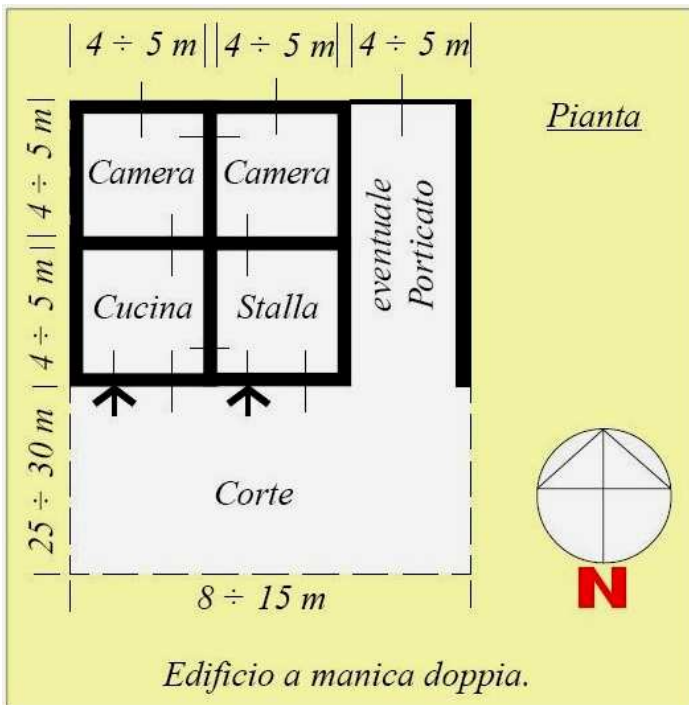 4 ÷ 5 m 4 ÷ 5 m 4 ÷ 5 m
Pianta
4 ÷ 5 m
Camera Camera
eventuale
Porticato
4 ÷ 5 m
Cucina Stalla
25 ÷ 30 m
Corte
N
8 ÷ 15 m
Edificio a manica doppia.